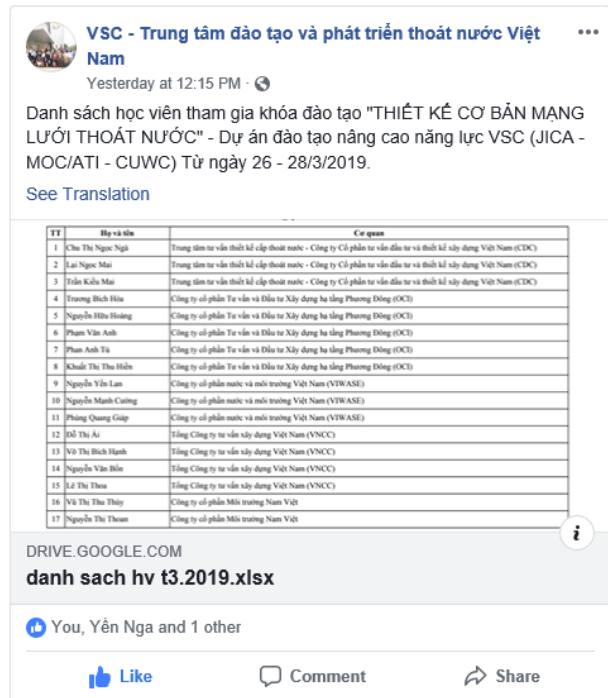 VSC - Trung tâm đào tạo và phát triển thoát nước Việt
Nam
Yesterday at 12:15 PM ·
Danh sách học viên tham gia khóa đào tạo "THIẾT KẾ CƠ BẢN MẠNG
LƯỚI THOÁT NƯỚC" - Dự án đào tạo nâng cao năng lực VSC (JICA -
MOC/ATI - CUWC) Từ ngày 26 - 28/3/2019.
See Translation
TT Họ và tên Cơ quan
1 Chu Thị Ngọc Ngà Trung tâm tư vấn thiết kế cấp thoát nước - Công ty Cổ phần tư vấn đầu tư và thiết kế xây dựng Việt Nam (CDC)
2 Lại Ngọc Mai Trung tâm tư vấn thiết kế cấp thoát nước - Công ty Cổ phần tư vấn đầu tư và thiết kế xây dựng Việt Nam (CDC)
3 Trần Kiều Mai Trung tâm tư vấn thiết kế cấp thoát nước - Công ty Cổ phần tư vấn đầu tư và thiết kế xây dựng Việt Nam (CDC)
4 Trương Bích Hòa Công ty cổ phần Tư vấn và Đầu tư Xây dựng hạ tầng Phương Đông (OCI)
5 Nguyễn Hữu Hoàng Công ty cổ phần Tư vấn và Đầu tư Xây dựng hạ tầng Phương Đông (OCI)
6 Phạm Văn Anh Công ty cổ phần Tư vấn và Đầu tư Xây dựng hạ tầng Phương Đông (OCI)
7 Phan Anh Tú Công ty cổ phần Tư vấn và Đầu tư Xây dựng hạ tầng Phương Đông (OCI)
8 Khuất Thị Thu Hiền Công ty cổ phần Tư vấn và Đầu tư Xây dựng hạ tầng Phương Đông (OCI)
9 Nguyễn Yến Lan Công ty cổ phần nước và môi trường Việt Nam (VIWASE)
10 Nguyễn Mạnh Cường Công ty cổ phần nước và môi trường Việt Nam (VIWASE)
11 Phùng Quang Giáp Công ty cổ phần nước và môi trường Việt Nam (VIWASE)
12 Đỗ Thị Ái Tổng Công ty tư vấn xây dựng Việt Nam (VNCC)
13 Võ Thị Bích Hạnh Tổng Công ty tư vấn xây dựng Việt Nam (VNCC)
14 Nguyễn Văn Bốn Tổng Công ty tư vấn xây dựng Việt Nam (VNCC)
15 Lê Thị Thoa Tổng Công ty tư vấn xây dựng Việt Nam (VNCC)
16 Vũ Thị Thu Thủy Công ty cổ phần Môi trường Nam Việt
17 Nguyễn Thị Thoan Công ty cổ phần Môi trường Nam Việt
DRIVE.GOOGLE.COM
danh sach hv t3.2019.xlsx
You, Yến Nga and 1 other
Like Comment Share